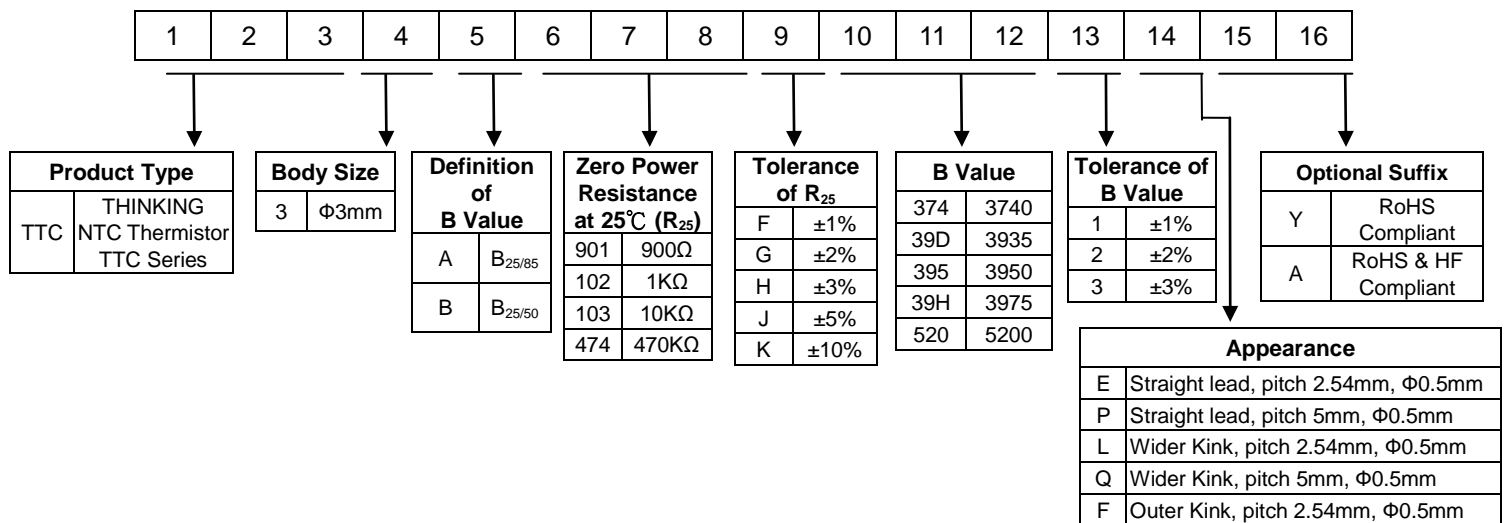 1 2 3 4 5 6 7 8 9 10 11 12 13 14 15 16
Product Type
TTC THINKING
NTC Thermistor
TTC Series
Body Size
3 Φ3mm
Definition
of
B Value
A B25/85
B B25/50
Zero Power
Resistance
at 25℃ (R25)
901 900Ω
102 1KΩ
103 10KΩ
474 470KΩ
Tolerance
of R25
F ±1%
G ±2%
H ±3%
J ±5%
K ±10%
B Value
374 3740
39D 3935
395 3950
39H 3975
520 5200
Tolerance of
B Value
1 ±1%
2 ±2%
3 ±3%
Optional Suffix
Y RoHS
Compliant
A RoHS & HF
Compliant
Appearance
E Straight lead, pitch 2.54mm, Φ0.5mm
P Straight lead, pitch 5mm, Φ0.5mm
L Wider Kink, pitch 2.54mm, Φ0.5mm
Q Wider Kink, pitch 5mm, Φ0.5mm
F Outer Kink, pitch 2.54mm, Φ0.5mm